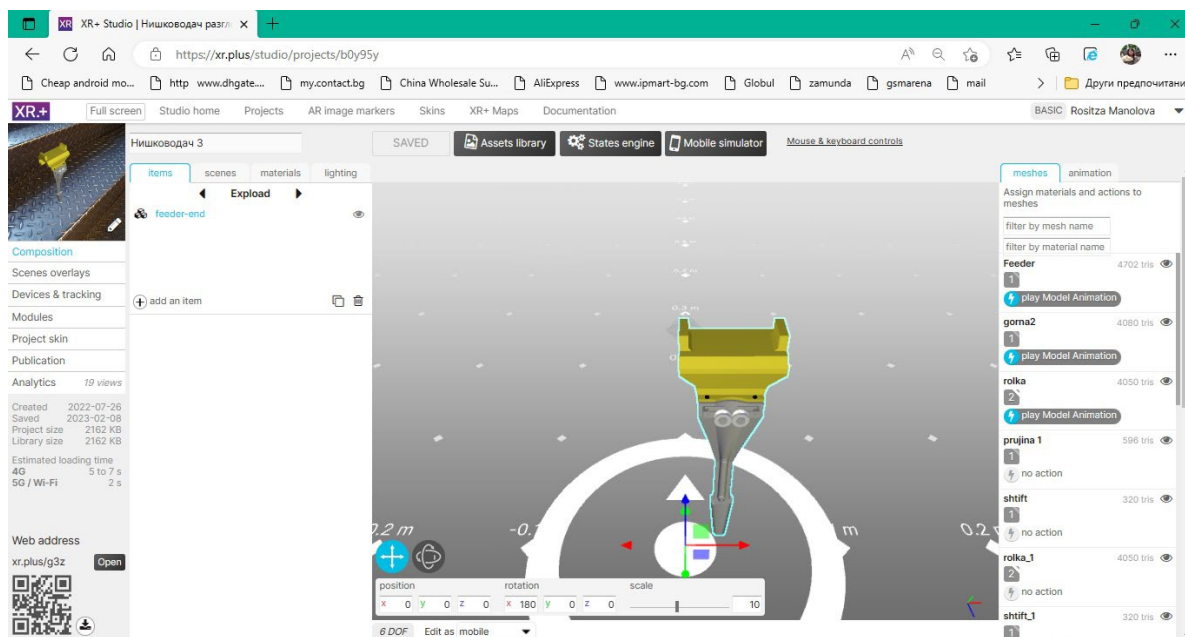 XR XR+ Studio | Нишководач разгл
https://xr.plus/studio/projects/b0y95y
Cheap android mo... http www.dhgate.... my.contact.bg China Wholesale Su... AliExpress www.ipmart-bg.com Globul zamunda gsmarena mail Други предпочитани
XR+ Full screen Studio home Projects AR image markers Skins XR+ Maps Documentation BASIC Rositza Manolova
Нишководач 3 SAVED Assets library States engine Mobile simulator Mouse & keyboard controls
items scenes materials lighting
Expload
feeder-end
add an item
Composition
Scenes overlays
Devices & tracking
Modules
Project skin
Publication
Analytics 19 views
Created 2022-07-26
Saved 2023-02-08
Project size 2162 KB
Library size 2162 KB
Estimated loading time
4G 5 to 7 s
5G / Wi-Fi 2 s
Web address
xr.plus/g3z Open
0.2 m
position rotation scale
x 0 y 0 z 0 x 180 y 0 z 0 10
6 DOF Edit as mobile
meshes animation
Assign materials and actions to
meshes
filter by mesh name
filter by material name
Feeder 4702 tris
1
play Model Animation
gorna2 4080 tris
1
play Model Animation
rolka 4050 tris
2
play Model Animation
prujina 1 596 tris
1
no action
shtift 320 tris
1
no action
rolka_1 4050 tris
2
no action
shtift_1 320 tris
1